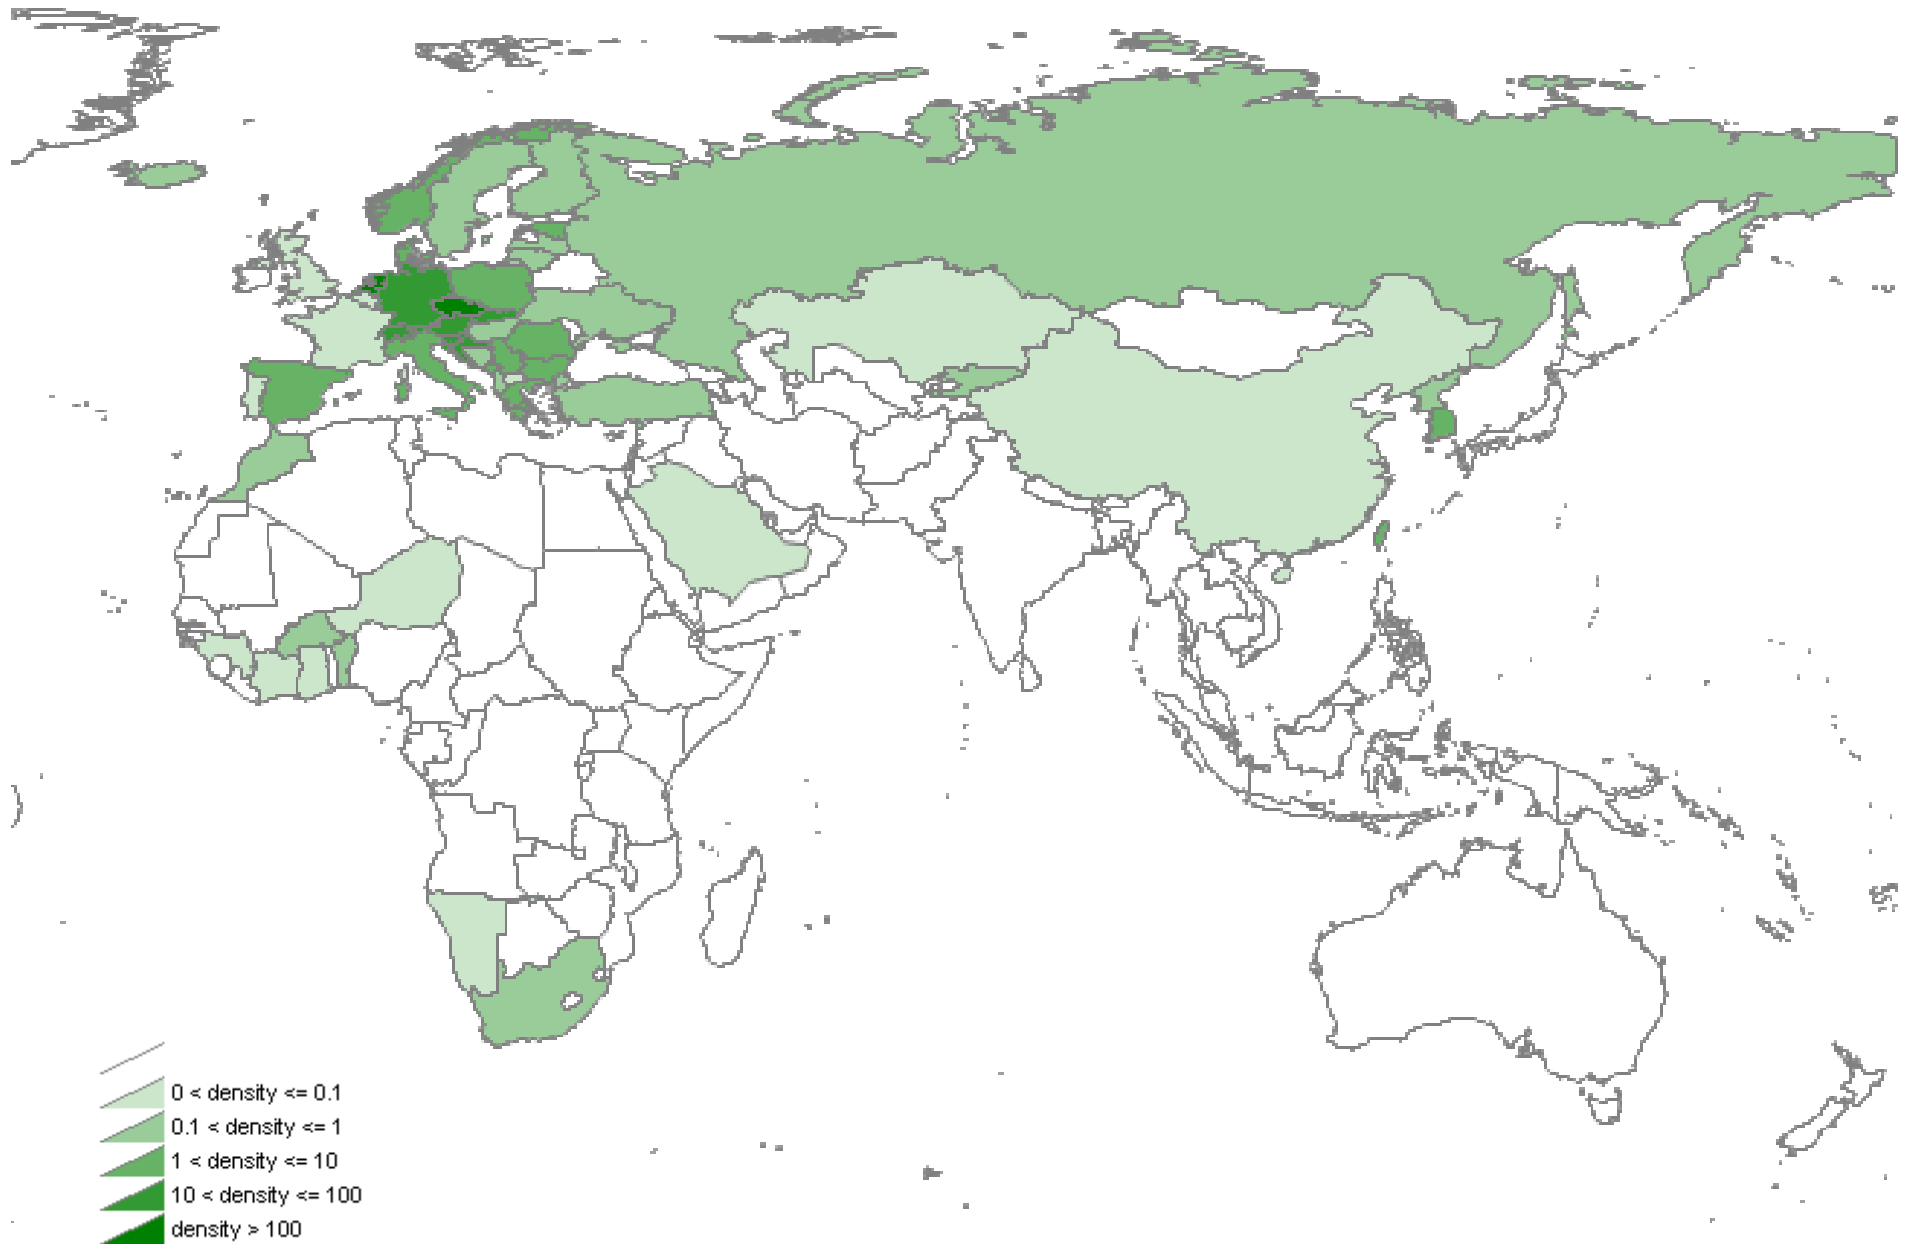 0 < density <= 0.1
0.1 < density <= 1
1 < density <= 10
10 < density <= 100
density > 100